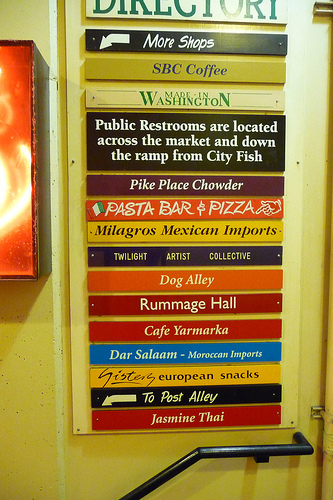 DIRECTORY
More Shops
SBC Coffee
MADE · IN
WASHINGTON
Public Restrooms are located
across the market and down
the ramp from City Fish
Pike Place Chowder
PASTA BAR & PIZZA
· Milagros Mexican Imports ·
TWILIGHT ARTIST COLLECTIVE
Dog Alley
Rummage Hall
Cafe Yarmarka
Dar Salaam - Moroccan Imports
Sisters european snacks
To Post Alley
Jasmine Thai